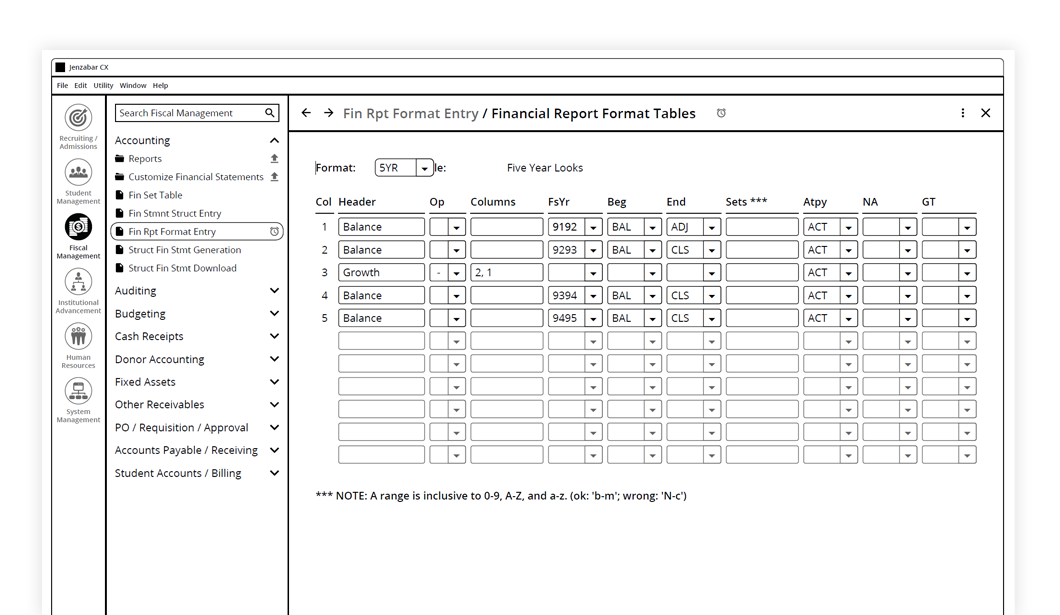 Jenzabar CX
File Edit Utility Window Help
Recruiting /
Admissions
Student
Management
Fiscal
Management
Institutional
Advancement
Human
Resources
System
Management
Search Fiscal Management
Accounting
Reports
Customize Financial Statements
Fin Set Table
Fin Stmnt Struct Entry
Fin Rpt Format Entry
Struct Fin Stmt Generation
Struct Fin Stmt Download
Auditing
Budgeting
Cash Receipts
Donor Accounting
Fixed Assets
Other Receivables
PO / Requisition / Approval
Accounts Payable / Receiving
Student Accounts / Billing
Fin Rpt Format Entry / Financial Report Format Tables
Format: 5YR le: Five Year Looks
Col Header Op Columns FsYr Beg End Sets *** Atpy NA GT
1 Balance 9192 BAL ADJ ACT
2 Balance 9293 BAL CLS ACT
3 Growth - 2, 1 ACT
4 Balance 9394 BAL CLS ACT
5 Balance 9495 BAL CLS ACT
*** NOTE: A range is inclusive to 0-9, A-Z, and a-z. (ok: 'b-m'; wrong: 'N-c')